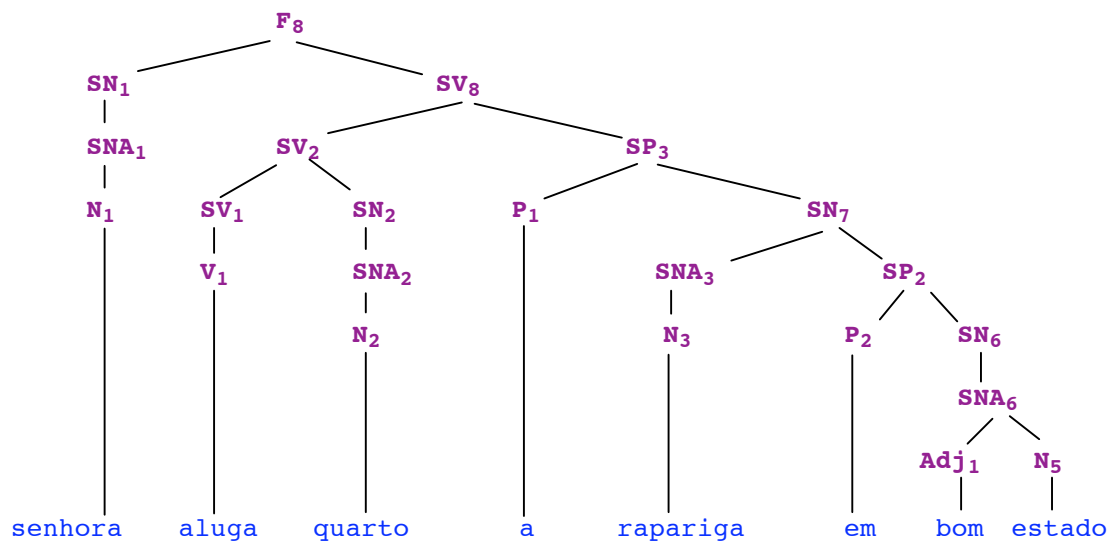 F₈
SN₁ SV₈
SNA₁ SV₂ SP₃
N₁ SV₁ SN₂ P₁ SN₇
V₁ SNA₂ SNA₃ SP₂
N₂ N₃ P₂ SN₆
SNA₆
Adj₁ N₅
senhora aluga quarto a rapariga em bom estado